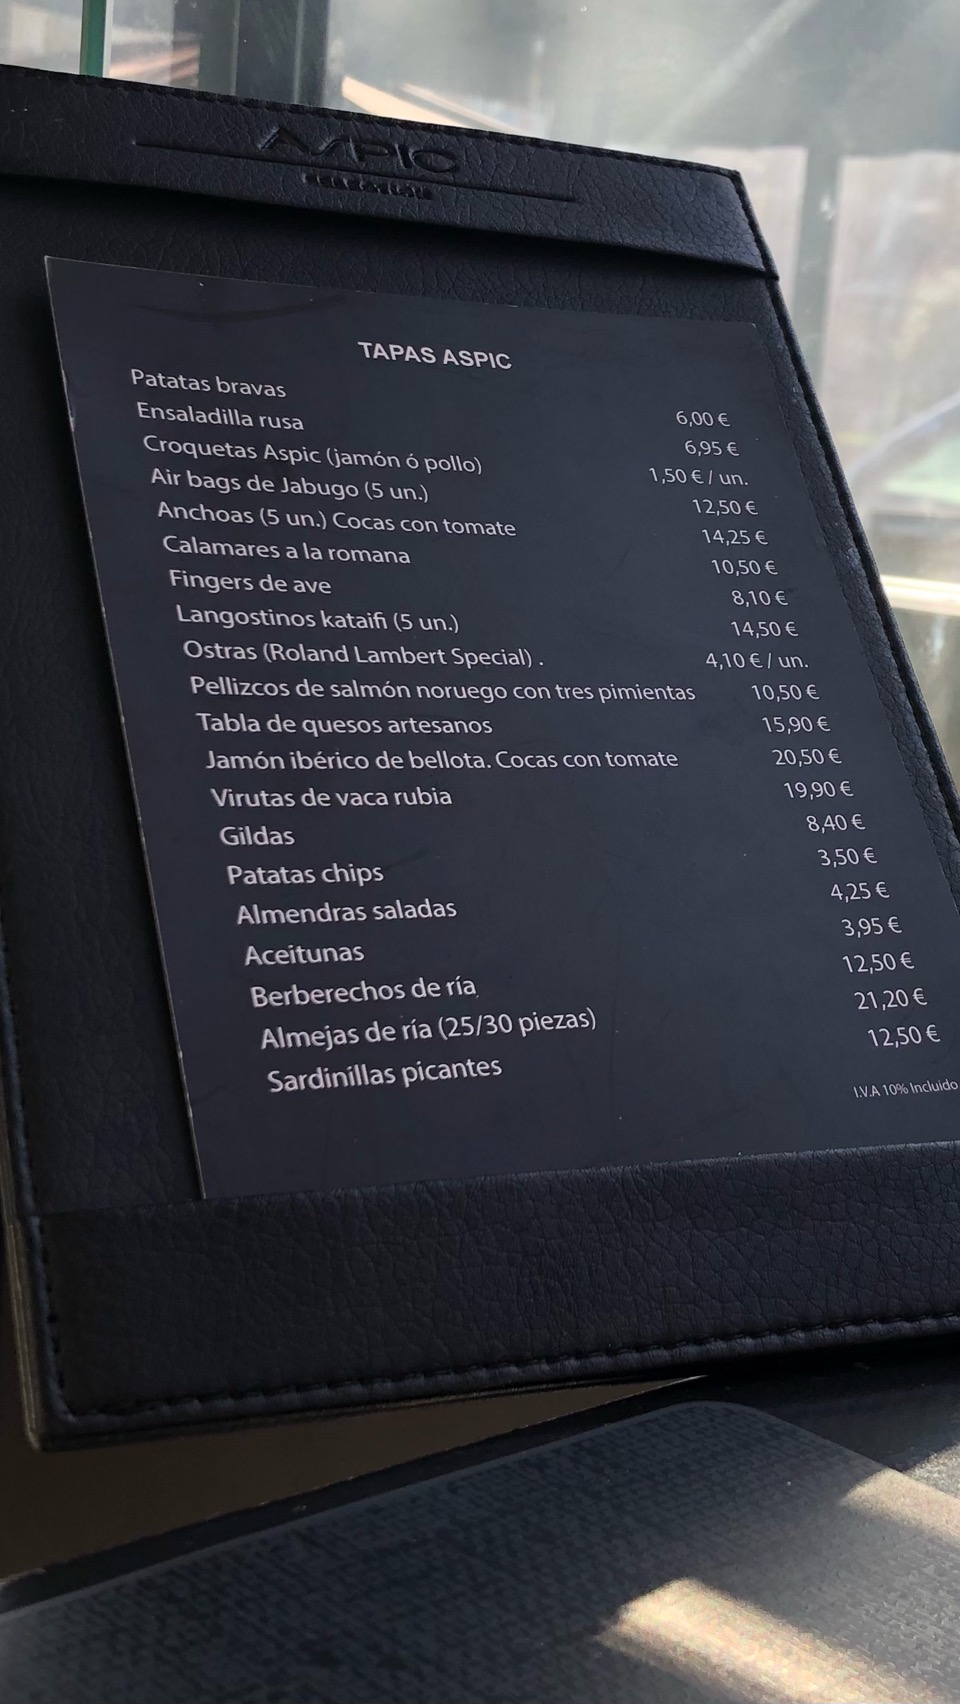 ASPIC
TAPAS ASPIC
Patatas bravas 6,00 €
Ensaladilla rusa 6,95 €
Croquetas Aspic (jamón ó pollo) 1,50 € / un.
Air bags de Jabugo (5 un.) 12,50 €
Anchoas (5 un.) Cocas con tomate 14,25 €
Calamares a la romana 10,50 €
Fingers de ave 8,10 €
Langostinos kataifi (5 un.) 14,50 €
Ostras (Roland Lambert Special) . 4,10 € / un.
Pellizcos de salmón noruego con tres pimientas 10,50 €
Tabla de quesos artesanos 15,90 €
Jamón ibérico de bellota. Cocas con tomate 20,50 €
Virutas de vaca rubia 19,90 €
Gildas 8,40 €
Patatas chips 3,50 €
Almendras saladas 4,25 €
Aceitunas 3,95 €
Berberechos de ría 12,50 €
Almejas de ría (25/30 piezas) 21,20 €
Sardinillas picantes 12,50 €
I.V.A 10% Incluido